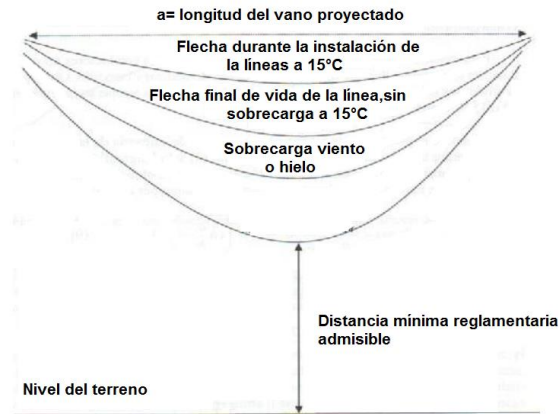 a= longitud del vano proyectado
Flecha durante la instalación de
la líneas a 15ºC
Flecha final de vida de la línea,sin
sobrecarga a 15ºC
Sobrecarga viento
o hielo
Distancia mínima reglamentaria
admisible
Nivel del terreno